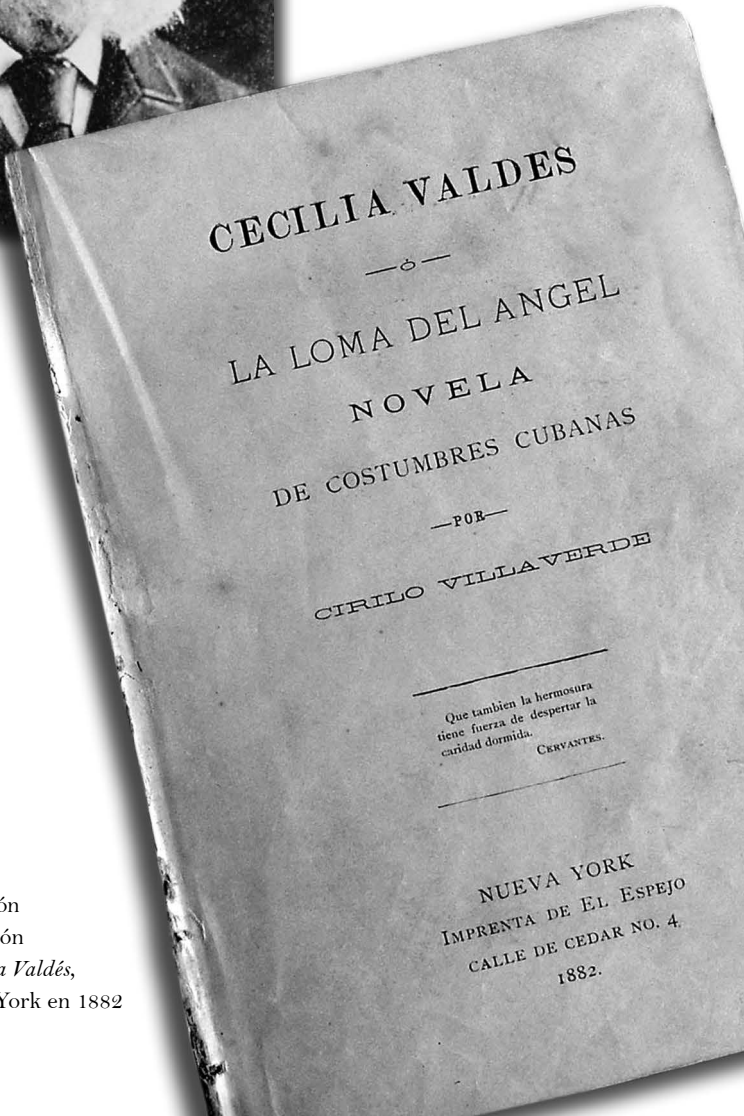 CECILIA VALDES
—Ó—
LA LOMA DEL ANGEL
NOVELA
DE COSTUMBRES CUBANAS
—POR—
CIRILO VILLAVERDE
Que tambien la hermosura
tiene fuerza de despertar la
caridad dormida.
CERVANTES.
NUEVA YORK
IMPRENTA DE EL ESPEJO
CALLE DE CEDAR NO. 4
1882.
ón
ón
a Valdés,
York en 1882